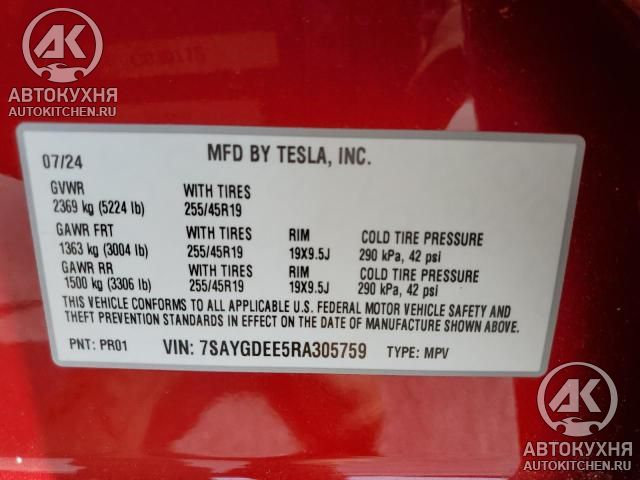 АВТОКУХНЯ
AUTOKITCHEN.RU
07/24 MFD BY TESLA, INC.
GVWR WITH TIRES
2369 kg (5224 lb) 255/45R19
GAWR FRT WITH TIRES RIM COLD TIRE PRESSURE
1363 kg (3004 lb) 255/45R19 19X9.5J 290 kPa, 42 psi
GAWR RR WITH TIRES RIM COLD TIRE PRESSURE
1500 kg (3306 lb) 255/45R19 19X9.5J 290 kPa, 42 psi
THIS VEHICLE CONFORMS TO ALL APPLICABLE U.S. FEDERAL MOTOR VEHICLE SAFETY AND
THEFT PREVENTION STANDARDS IN EFFECT ON THE DATE OF MANUFACTURE SHOWN ABOVE.
PNT: PR01 VIN: 7SAYGDEE5RA305759 TYPE: MPV
АВТОКУХНЯ
AUTOKITCHEN.RU